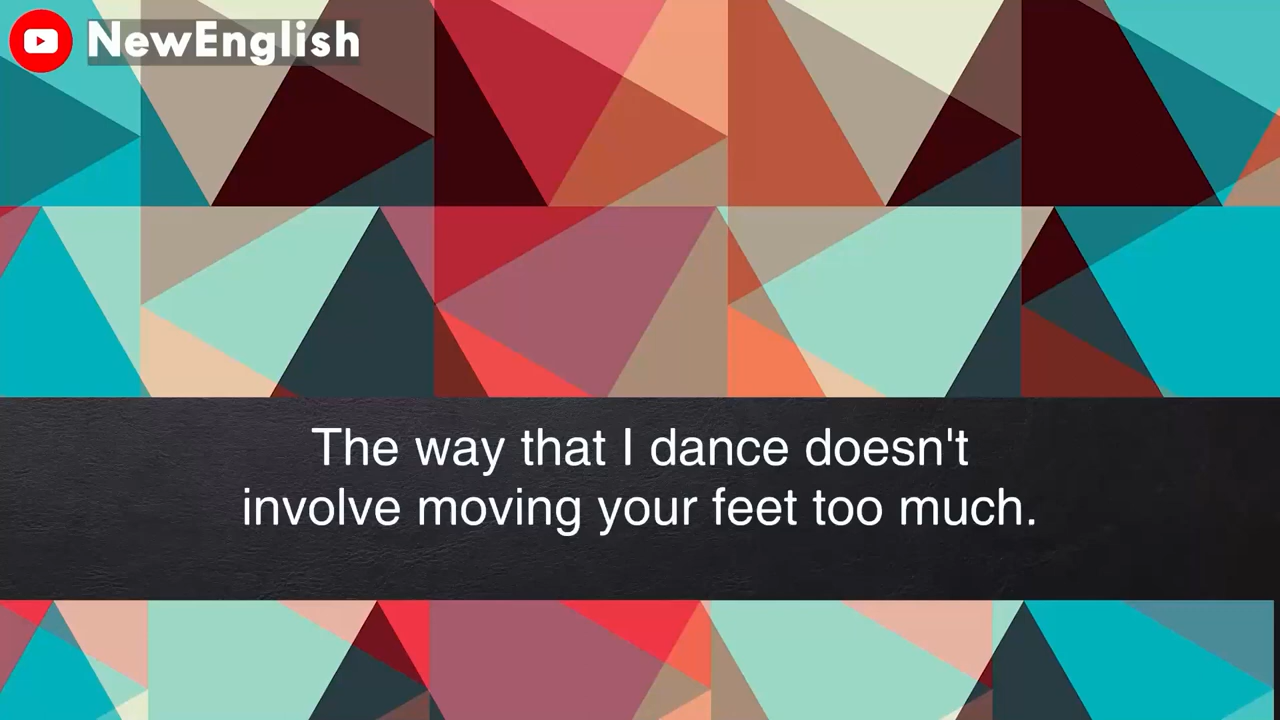 NewEnglish
The way that I dance doesn't
involve moving your feet too much.